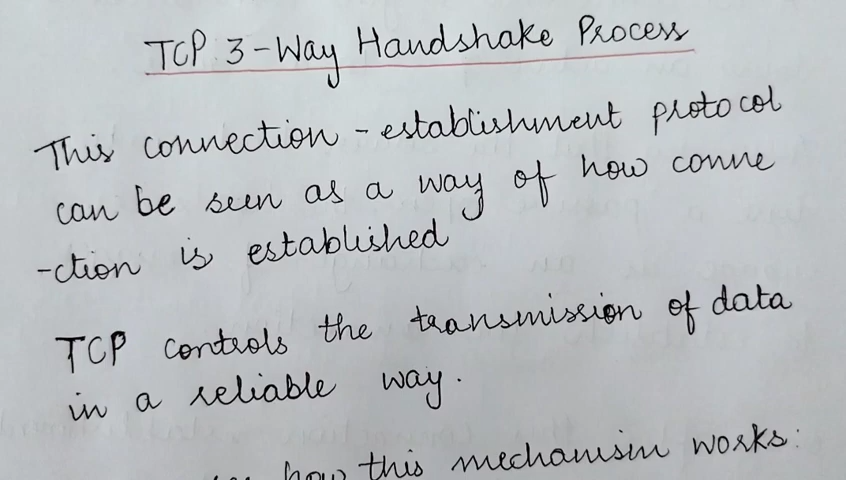 TCP 3-Way Handshake Process
This connection - establishment protocol
can be seen as a way of how conne
-ction is established
TCP controls the transmission of data
in a reliable way.
how this mechanism works: